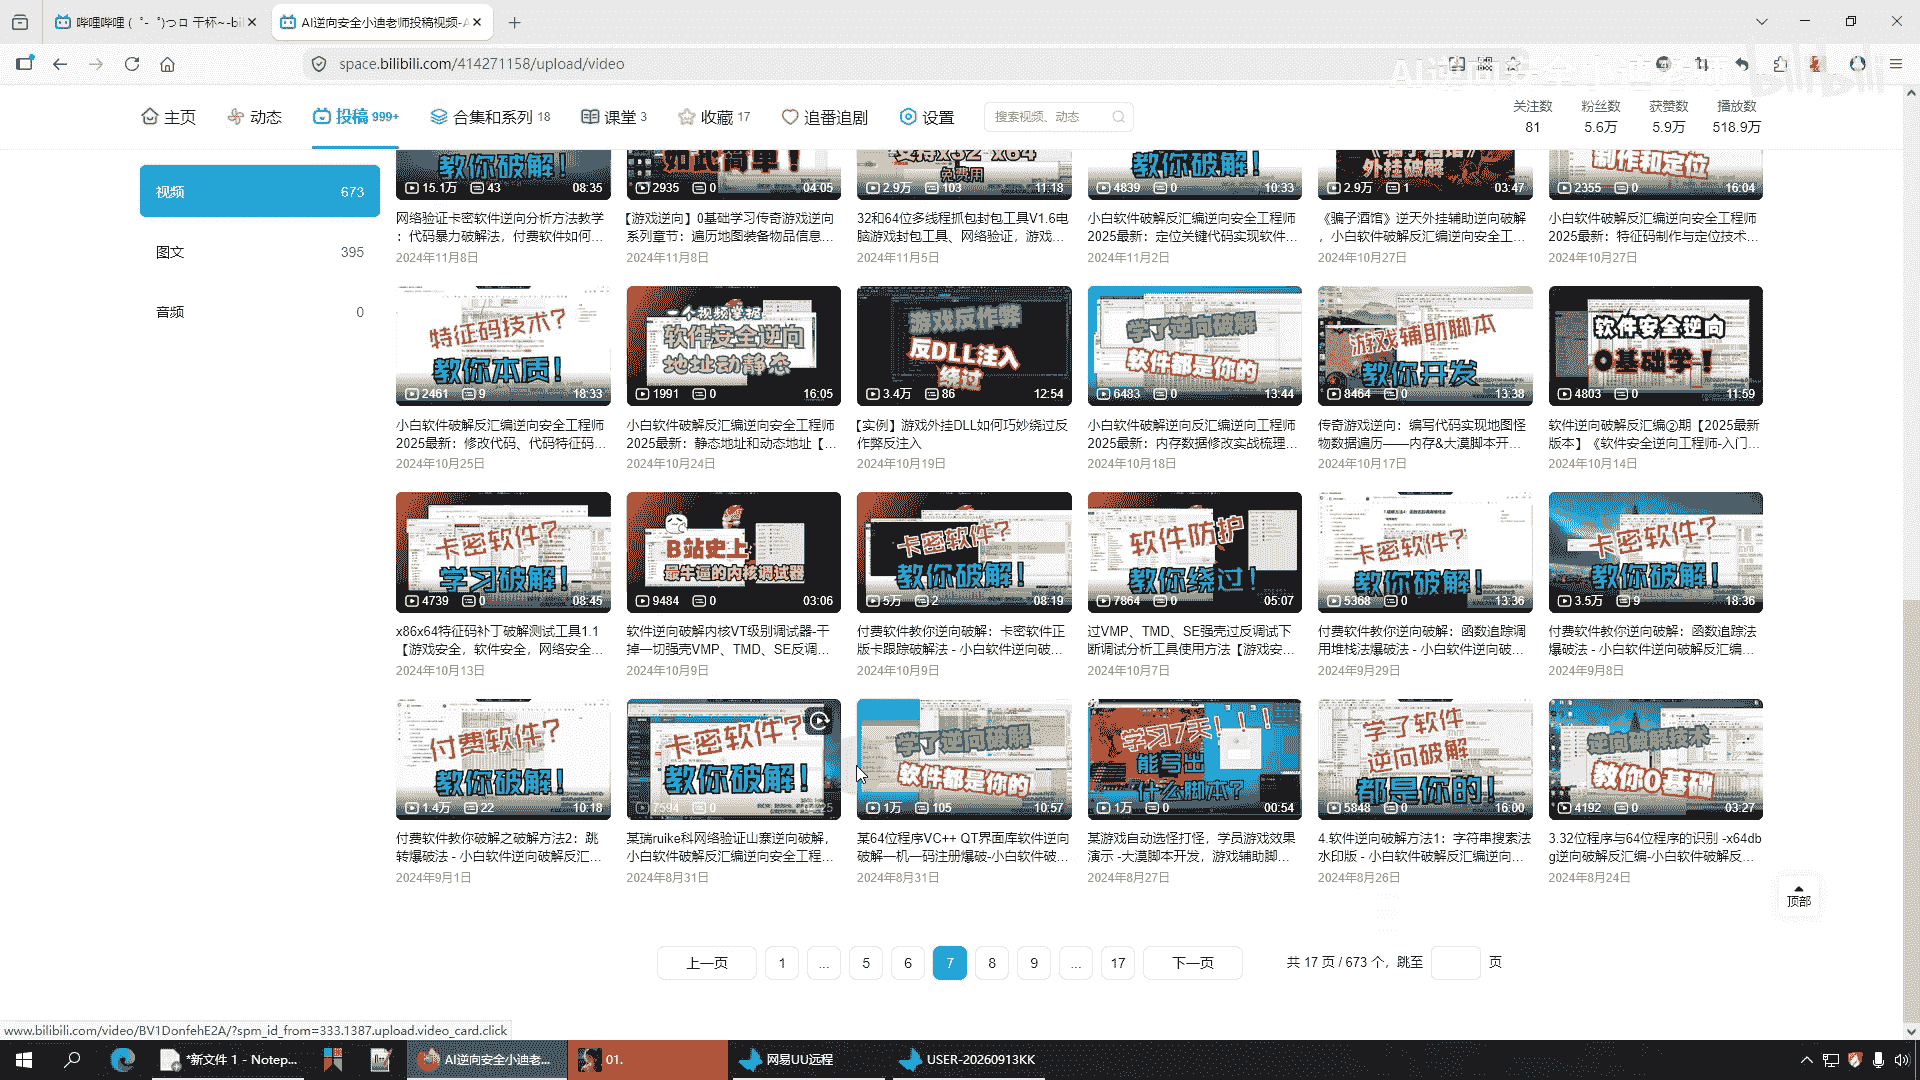 哔哩哔哩 (゜-゜)つロ 干杯~-bil
AI逆向安全小迪老师投稿视频-A
space.bilibili.com/414271158/upload/video
AI逆向安全小迪老师
bilibili
主页
动态
投稿 999+
合集和系列 18
课堂 3
收藏 17
追番追剧
设置
搜索视频、动态
关注数
81
粉丝数
5.6万
获赞数
5.9万
播放数
518.9万
视频 673
图文 395
音频 0
教你破解!
15.1万 43 08:35
如此简单!
2935 0 04:05
支持x32-x64
免费用
2.9万 103 11:18
教你破解!
4839 0 10:33
《骗子酒馆》
外挂破解
2.9万 1 03:47
制作和定位
2355 0 16:04
网络验证卡密软件逆向分析方法教学
：代码暴力破解法，付费软件如何...
2024年11月8日
【游戏逆向】0基础学习传奇游戏逆向
系列章节：遍历地图装备物品信息...
2024年11月8日
32和64位多线程抓包封包工具V1.6电
脑游戏封包工具、网络验证，游戏...
2024年11月5日
小白软件破解反汇编逆向安全工程师
2025最新：定位关键代码实现软件...
2024年11月2日
《骗子酒馆》逆天外挂辅助逆向破解
，小白软件破解反汇编逆向安全工...
2024年10月27日
小白软件破解反汇编逆向安全工程师
2025最新：特征码制作与定位技术...
2024年10月27日
特征码技术?
教你本质!
2461 9 18:33
一个视频掌握
软件安全逆向
地址动静态
1991 0 16:05
游戏反作弊
反DLL注入
绕过
3.4万 86 12:54
学了逆向破解
软件都是你的
6483 0 13:44
游戏辅助脚本
教你开发
8464 0 13:38
软件安全逆向
0基础学!
4803 0 11:59
小白软件破解反汇编逆向安全工程师
2025最新：修改代码、代码特征码...
2024年10月25日
小白软件破解反汇编逆向安全工程师
2025最新：静态地址和动态地址【...
2024年10月24日
【实例】游戏外挂DLL如何巧妙绕过反
作弊反注入
2024年10月19日
小白软件破解逆向反汇编逆向工程师
2025最新：内存数据修改实战梳理...
2024年10月18日
传奇游戏逆向：编写代码实现地图怪
物数据遍历——内存&大漠脚本开...
2024年10月17日
软件逆向破解反汇编②期【2025最新
版本】《软件安全逆向工程师-入门...
2024年10月14日
卡密软件?
学习破解!
4739 0 08:45
B站史上
最牛逼的内核调试器
9484 0 03:06
卡密软件?
教你破解!
5万 2 08:19
软件防护
教你绕过!
7864 0 05:07
卡密软件?
教你破解!
5368 0 13:36
卡密软件?
教你破解!
3.5万 9 18:36
x86x64特征码补丁破解测试工具1.1
【游戏安全，软件安全，网络安全...
2024年10月13日
软件逆向破解内核VT级别调试器-干
掉一切强壳VMP、TMD、SE反调...
2024年10月9日
付费软件教你逆向破解：卡密软件正
版卡跟踪破解法 - 小白软件逆向破...
2024年10月9日
过VMP、TMD、SE强壳过反调试下
断调试分析工具使用方法【游戏安...
2024年10月7日
付费软件教你逆向破解：函数追踪调
用堆栈法爆破法 - 小白软件逆向破...
2024年9月29日
付费软件教你逆向破解：函数追踪法
爆破法 - 小白软件逆向破解反汇编...
2024年9月8日
付费软件?
教你破解!
1.4万 22 10:18
卡密软件?
教你破解!
7594 0
学了逆向破解
软件都是你的
1万 105 10:57
学习7天!!!
能写出
什么脚本?
1万 0 00:54
学了软件
逆向破解
都是你的!
5848 0 16:00
逆向破解技术
教你0基础
4192 0 03:27
付费软件教你破解之破解方法2：跳
转爆破法 - 小白软件逆向破解反汇...
2024年9月1日
某瑞ruike科网络验证山寨逆向破解，
小白软件破解反汇编逆向安全工程...
2024年8月31日
某64位程序VC++ QT界面库软件逆向
破解一机一码注册爆破-小白软件破...
2024年8月31日
某游戏自动选怪打怪，学员游戏效果
演示 -大漠脚本开发，游戏辅助脚...
2024年8月27日
4.软件逆向破解方法1：字符串搜索法
水印版 - 小白软件破解反汇编逆向...
2024年8月26日
3.32位程序与64位程序的识别 -x64db
g逆向破解反汇编-小白软件破解反...
2024年8月24日
顶部
上一页 1 ... 5 6 7 8 9 ... 17 下一页 共 17 页 / 673 个，跳至 页
www.bilibili.com/video/BV1DonfehE2A/?spm_id_from=333.1387.upload.video_card.click
*新文件 1 - Notep...
AI逆向安全小迪老...
01.
网易UU远程
USER-20260913KK